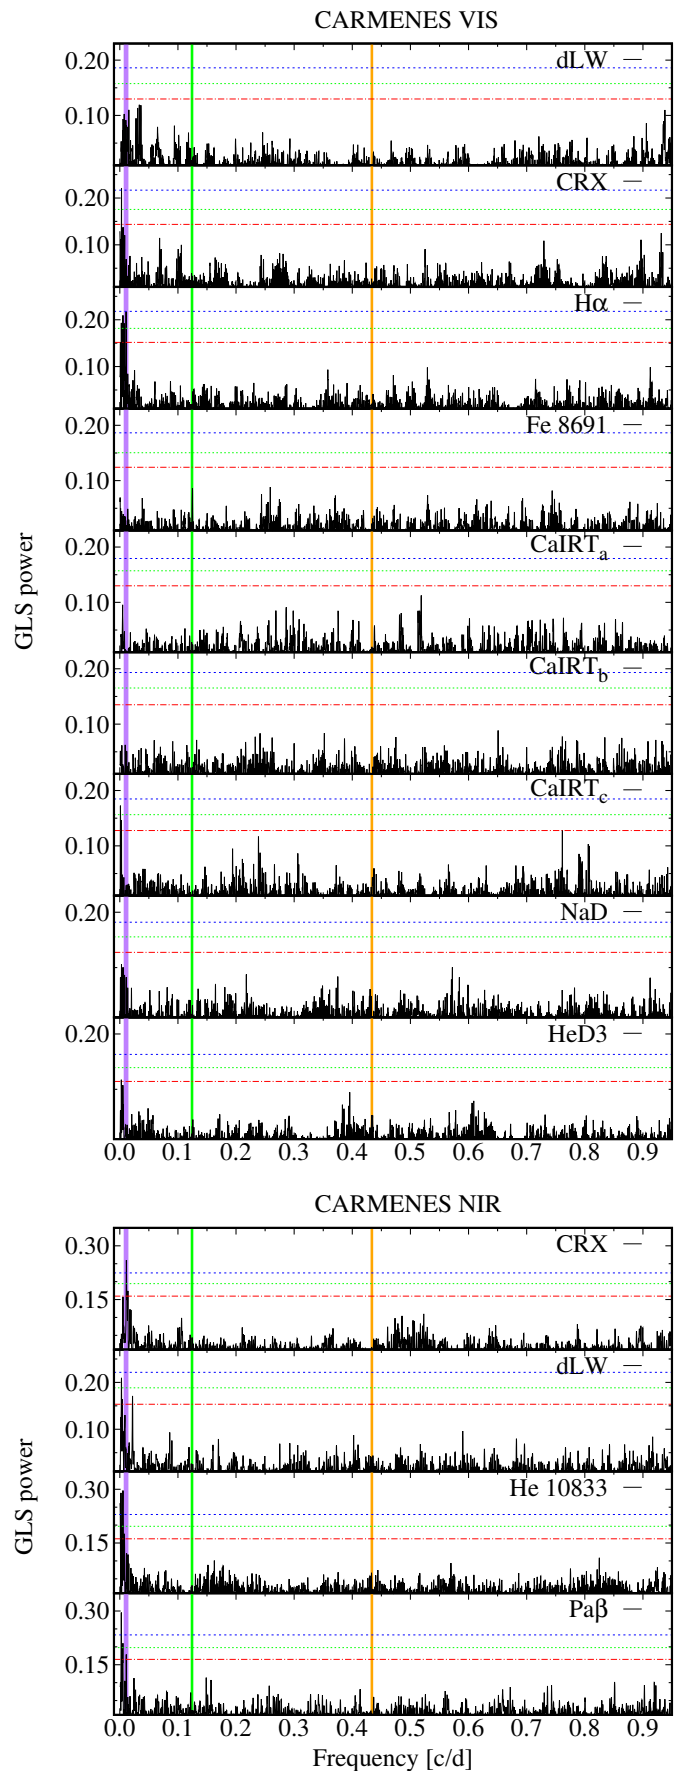 CARMENES VIS
dLW
0.20
0.10
CRX
0.20
0.10
Hα
0.20
0.10
Fe 8691
0.20
0.10
CaIRTa
0.20
0.10
CaIRTb
0.20
0.10
CaIRTc
0.20
0.10
NaD
0.20
HeD3
0.20
GLS power
0.0 0.1 0.2 0.3 0.4 0.5 0.6 0.7 0.8 0.9
CARMENES NIR
CRX
0.30
0.15
dLW
0.20
0.10
He 10833
0.30
0.15
Paβ
0.30
0.15
GLS power
0.0 0.1 0.2 0.3 0.4 0.5 0.6 0.7 0.8 0.9
Frequency [c/d]